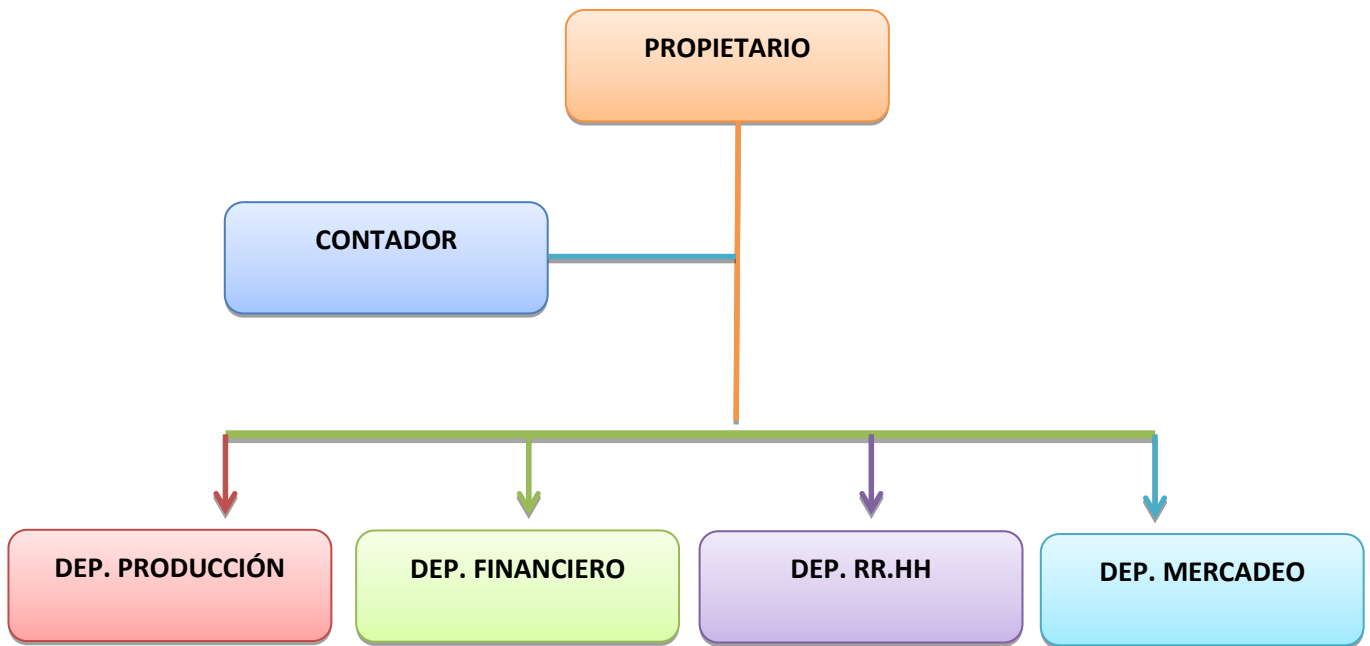 PROPIETARIO
CONTADOR
DEP. PRODUCCIÓN
DEP. FINANCIERO
DEP. RR.HH
DEP. MERCADEO